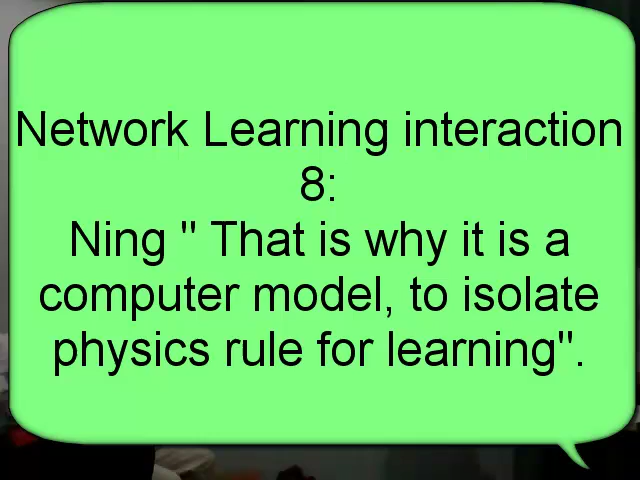 Network Learning interaction
8:
Ning " That is why it is a
computer model, to isolate
physics rule for learning".